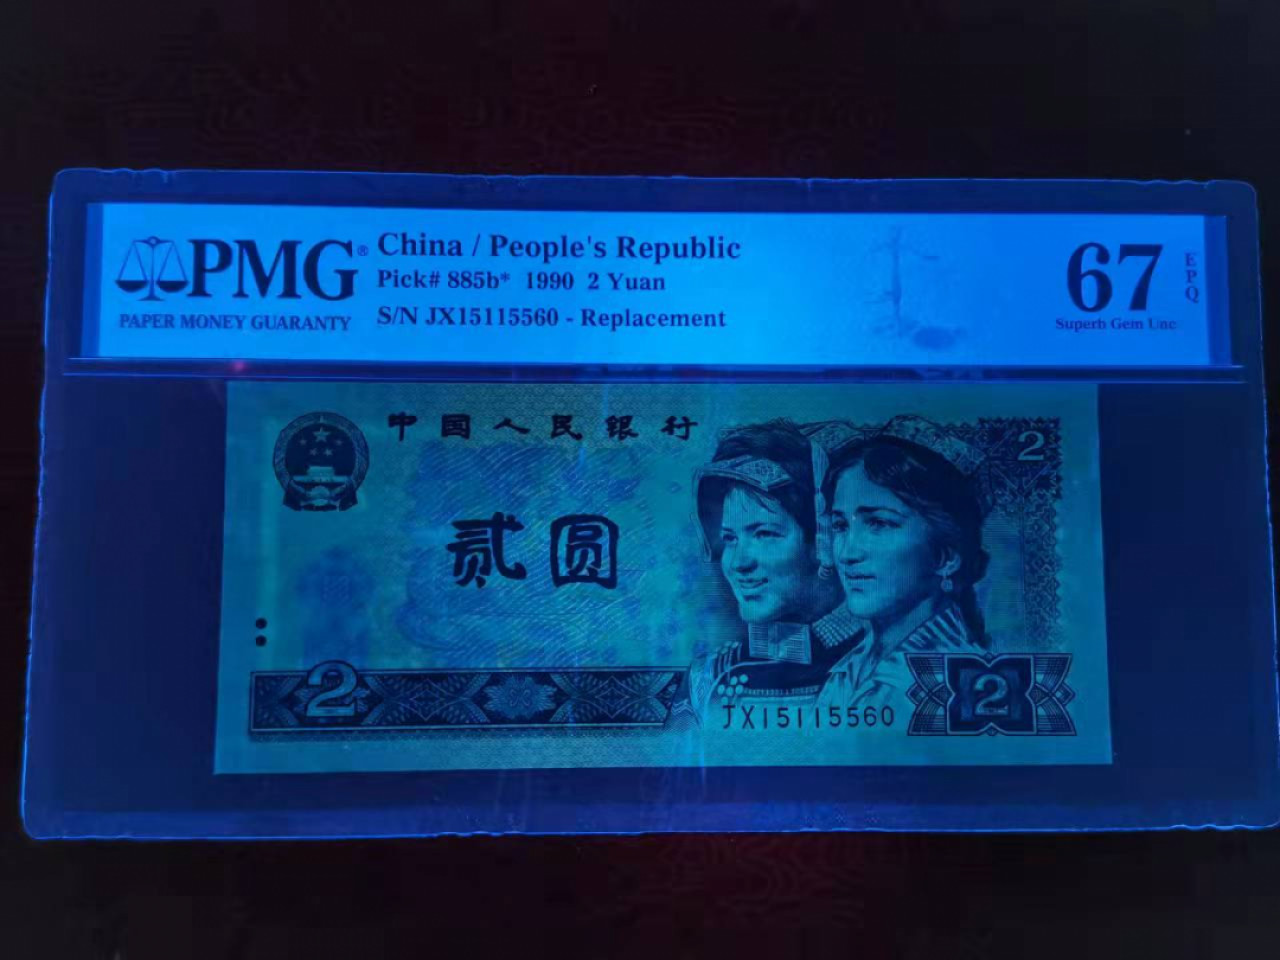 PMG®
PAPER MONEY GUARANTY
China / People's Republic
Pick# 885b* 1990 2 Yuan
S/N JX15115560 - Replacement
67
EPQ
Superb Gem Unc
中国人民银行
2
贰圆
2
JX15115560
2